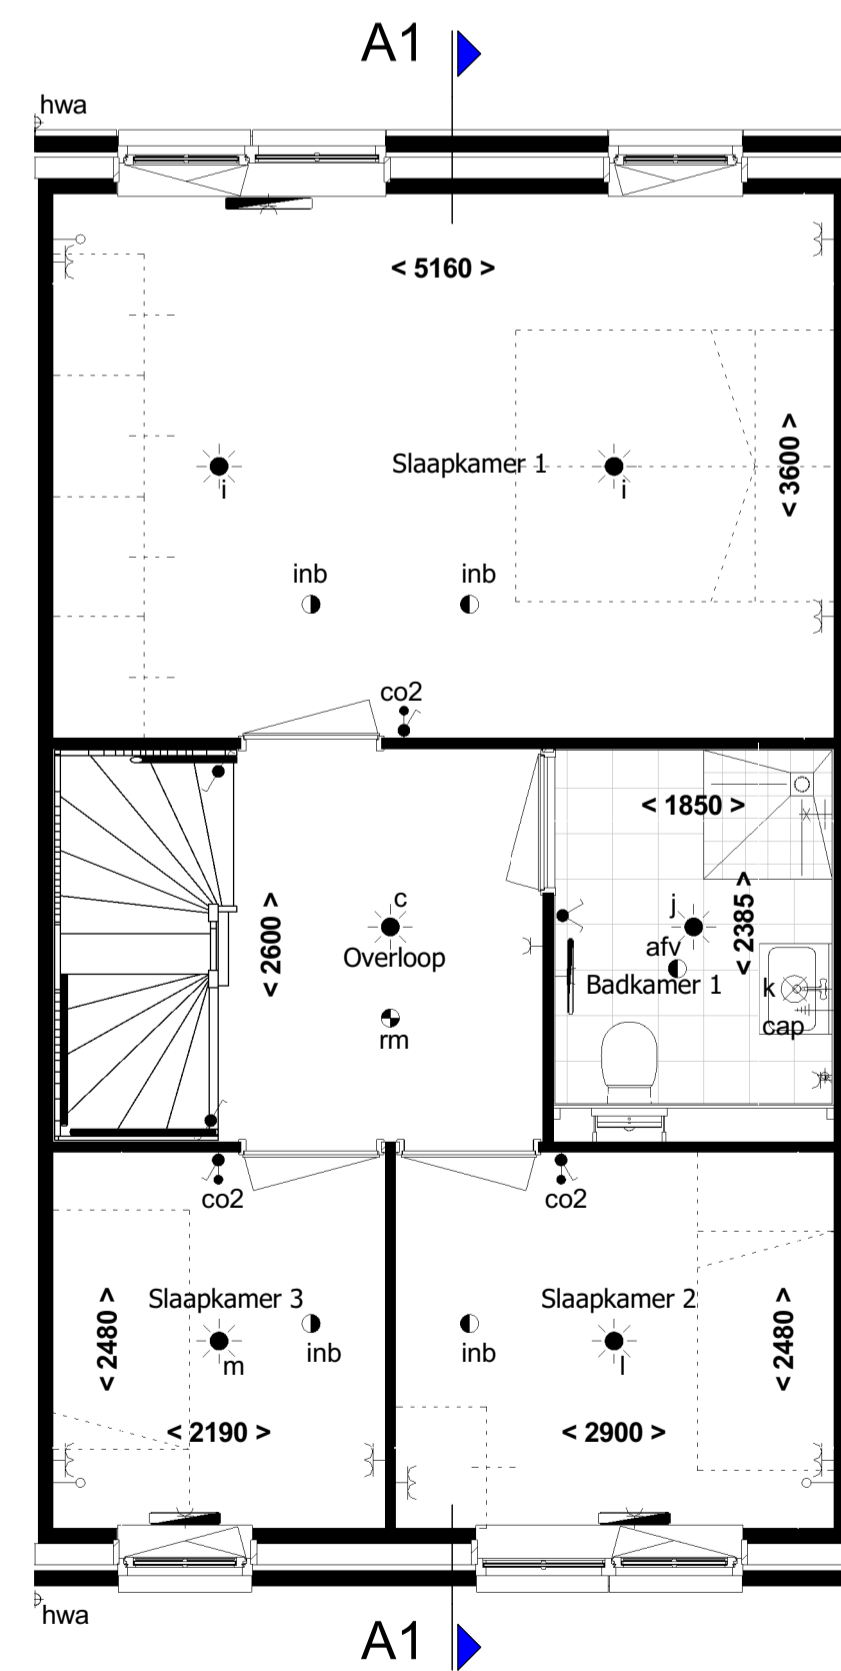 A1
hwa
< 5160 >
< 3600 >
Slaapkamer 1
i
i
inb
inb
co2
< 1850 >
< 2600 >
c
Overloop
rm
j
afv
< 2385 >
Badkamer 1
k
cap
co2
co2
Slaapkamer 3
Slaapkamer 2
< 2480 >
m
inb
inb
l
< 2480 >
< 2190 >
< 2900 >
hwa
A1